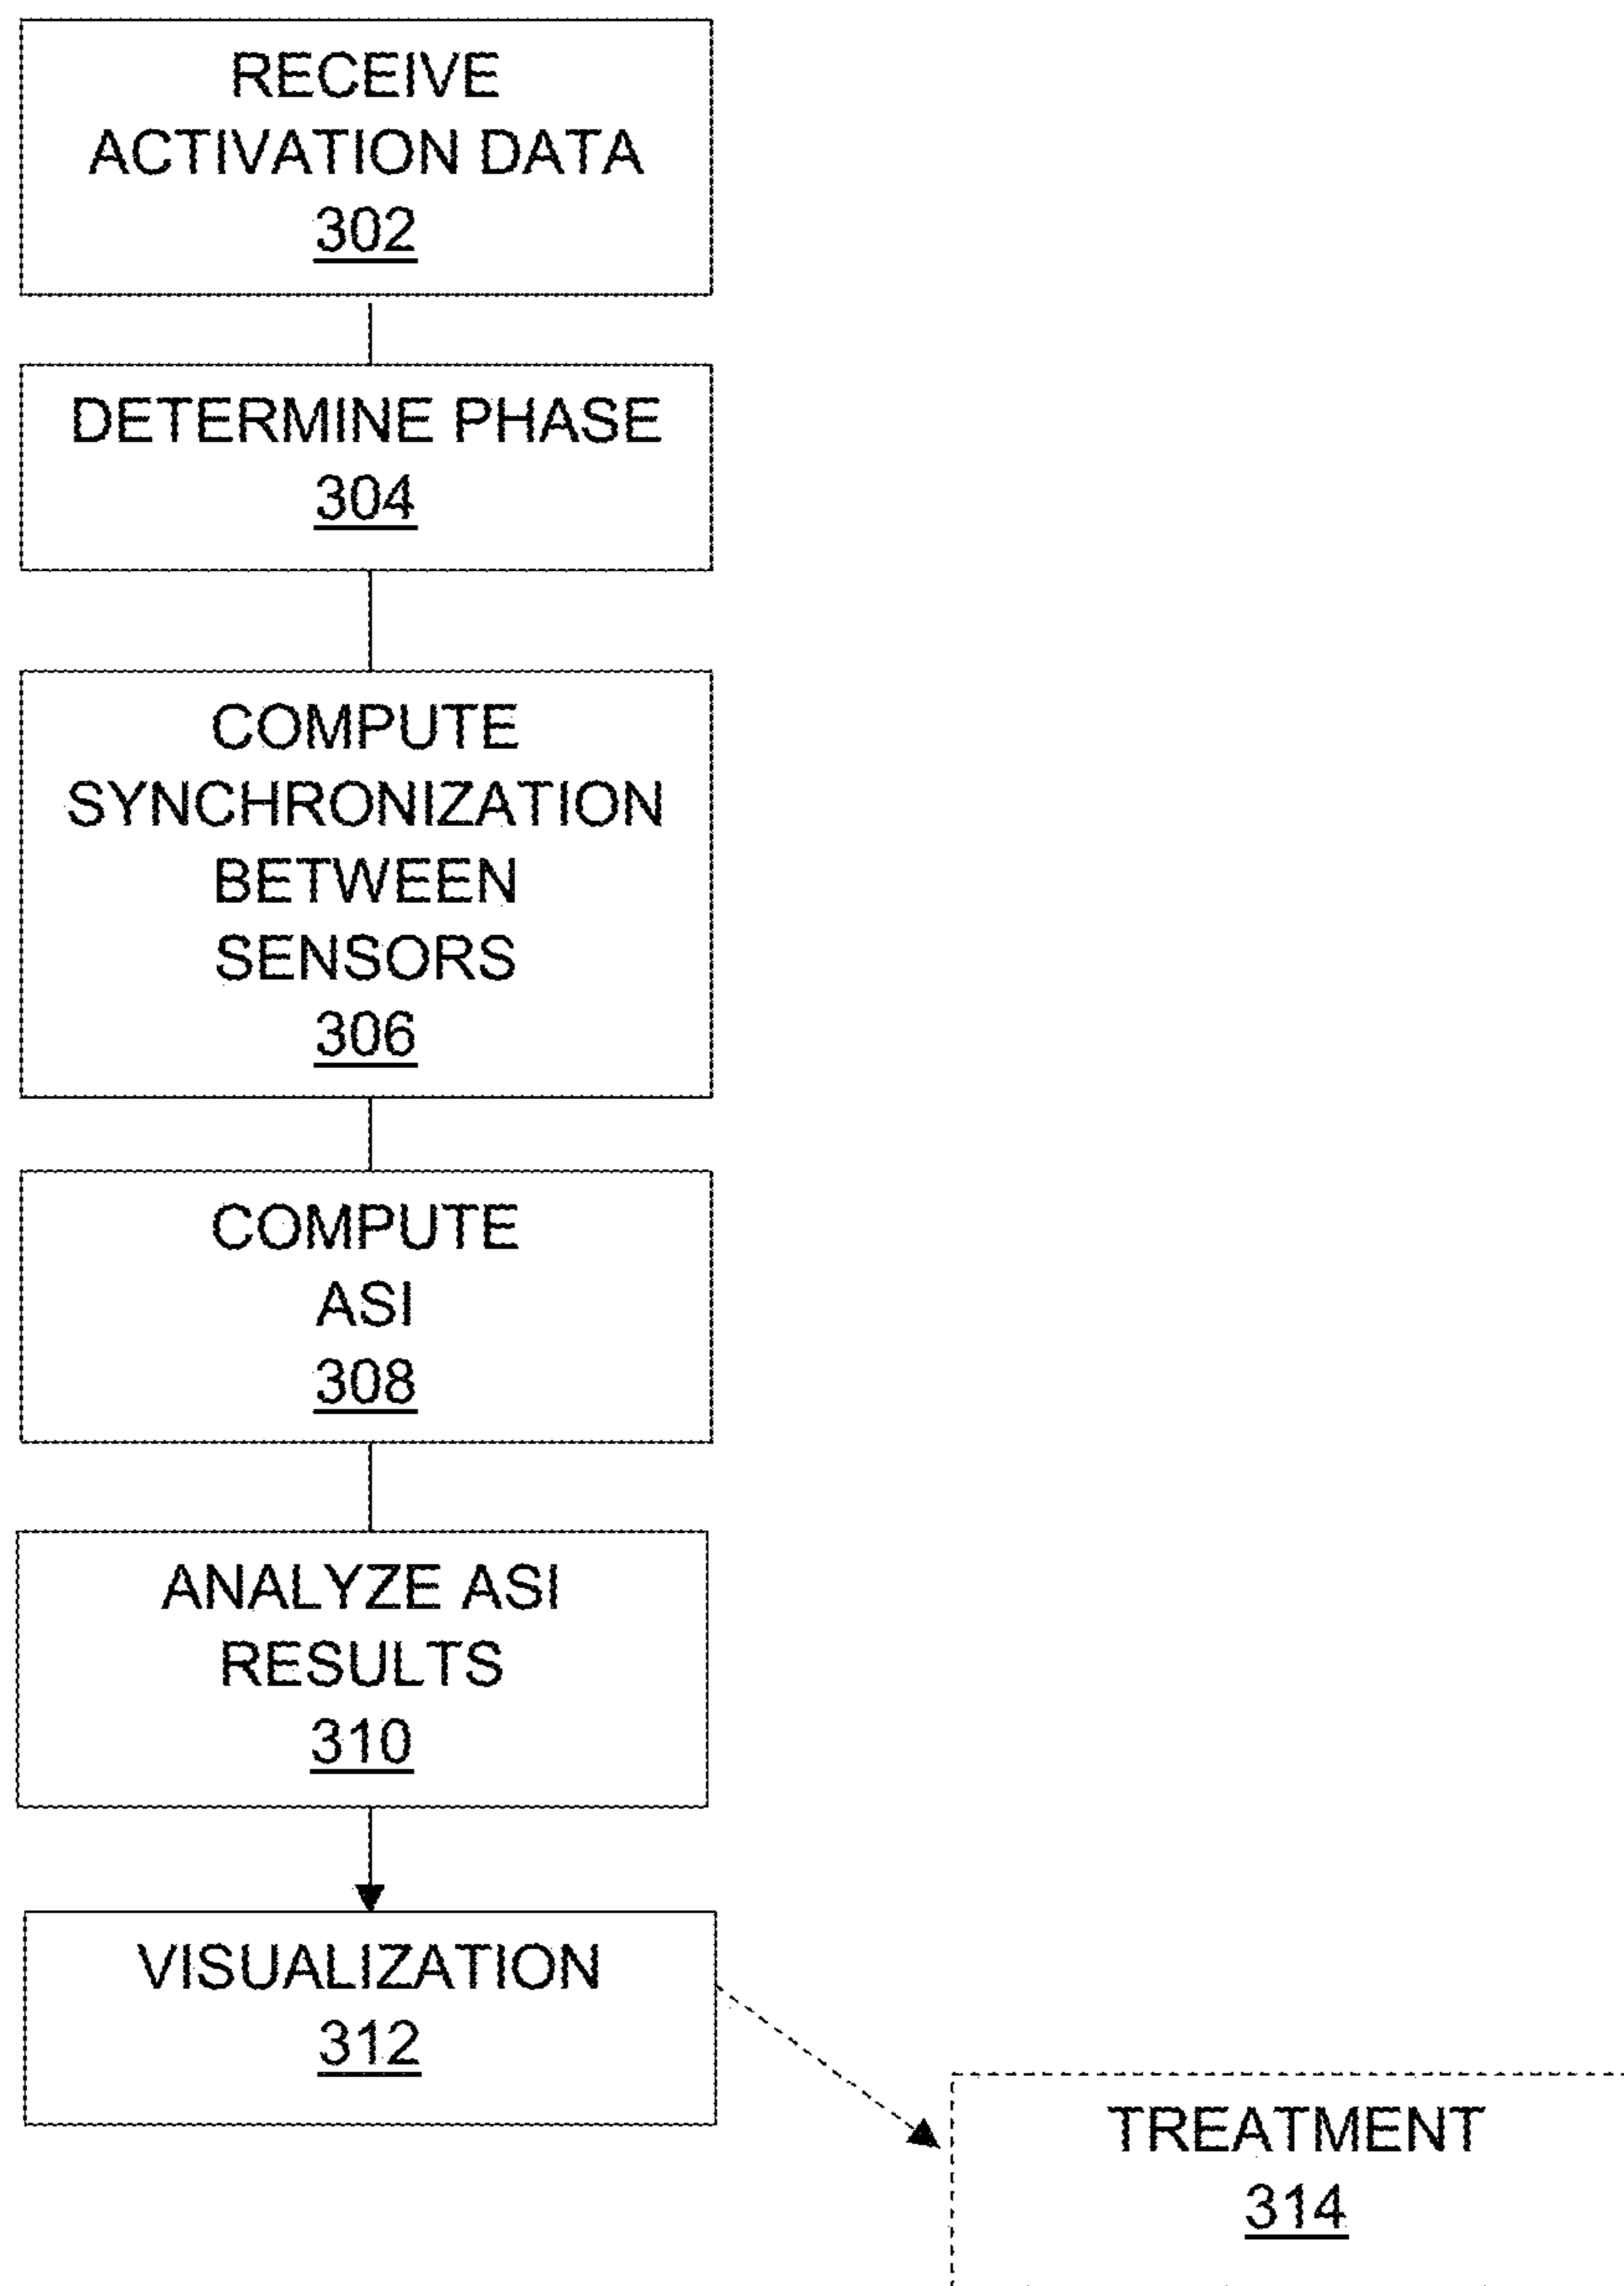 RECEIVE
ACTIVATION DATA
302
DETERMINE PHASE
304
COMPUTE
SYNCHRONIZATION
BETWEEN
SENSORS
306
COMPUTE
ASI
308
ANALYZE ASI
RESULTS
310
VISUALIZATION
312
TREATMENT
314